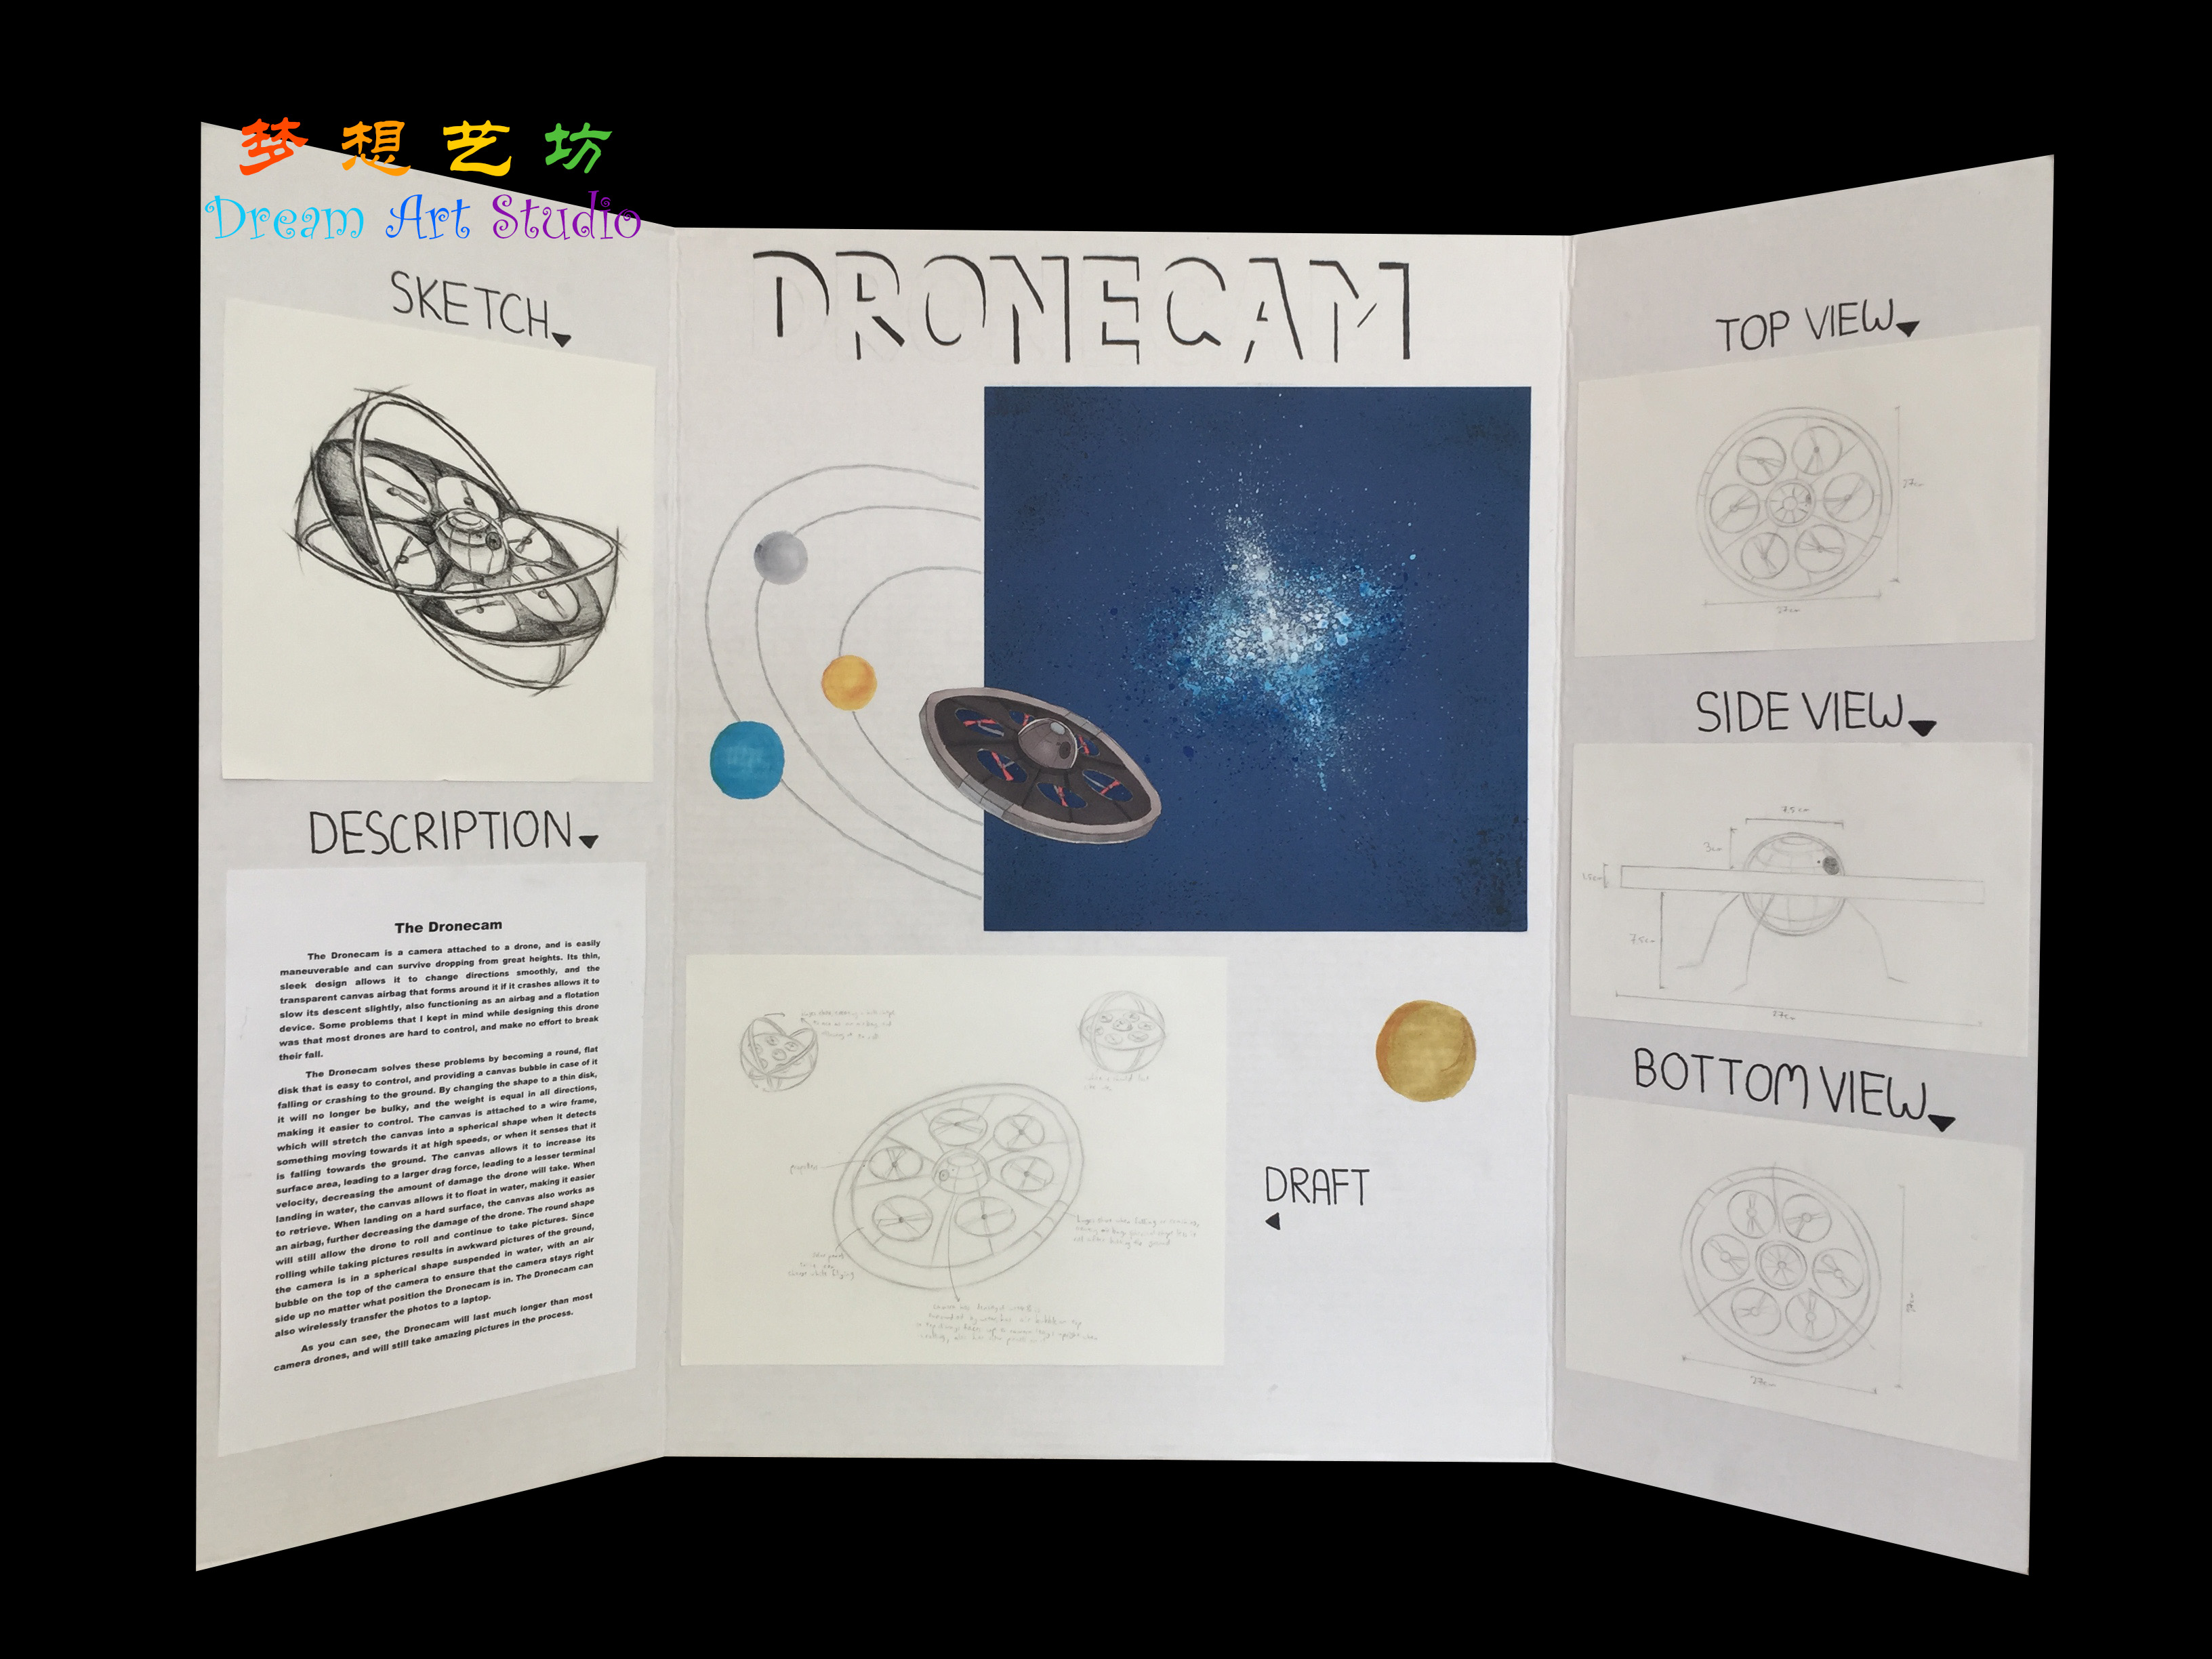 梦想艺坊
Dream Art Studio
SKETCH
DESCRIPTION
The Dronecam
The Dronecam is a camera attached to a drone, and is easily
maneuverable and can survive dropping from great heights. Its thin,
sleek design allows it to change directions smoothly, and the
transparent canvas airbag that forms around it if it crashes allows it to
slow its descent slightly, also functioning as an airbag and a flotation
device. Some problems that I kept in mind while designing this drone
was that most drones are hard to control, and make no effort to break
their fall.
The Dronecam solves these problems by becoming a round, flat
disk that is easy to control, and providing a canvas bubble in case of it
falling or crashing to the ground. By changing the shape to a thin disk,
it will no longer be bulky, and the weight is equal in all directions,
making it easier to control. The canvas is attached to a wire frame,
which will stretch the canvas into a spherical shape when it detects
something moving towards it at high speeds, or when it senses that it
is falling towards the ground. The canvas allows it to increase its
surface area, leading to a larger drag force, leading to a lesser terminal
velocity, decreasing the amount of damage the drone will take. When
landing in water, the canvas allows it to float in water, making it easier
to retrieve. When landing on a hard surface, the canvas also works as
an airbag, further decreasing the damage of the drone. The round shape
will still allow the drone to roll and continue to take pictures. Since
rolling while taking pictures results in awkward pictures of the ground,
the camera is in a spherical shape suspended in water, with an air
bubble on the top of the camera to ensure that the camera stays right
side up no matter what position the Dronecam is in. The Dronecam can
also wirelessly transfer the photos to a laptop.
As you can see, the Dronecam will last much longer than most
camera drones, and will still take amazing pictures in the process.
DRONECAM
DRAFT
TOP VIEW
27cm
27cm
SIDE VIEW
7.5cm
3cm
1.5cm
7.5cm
27cm
BOTTOM VIEW
27cm
27cm